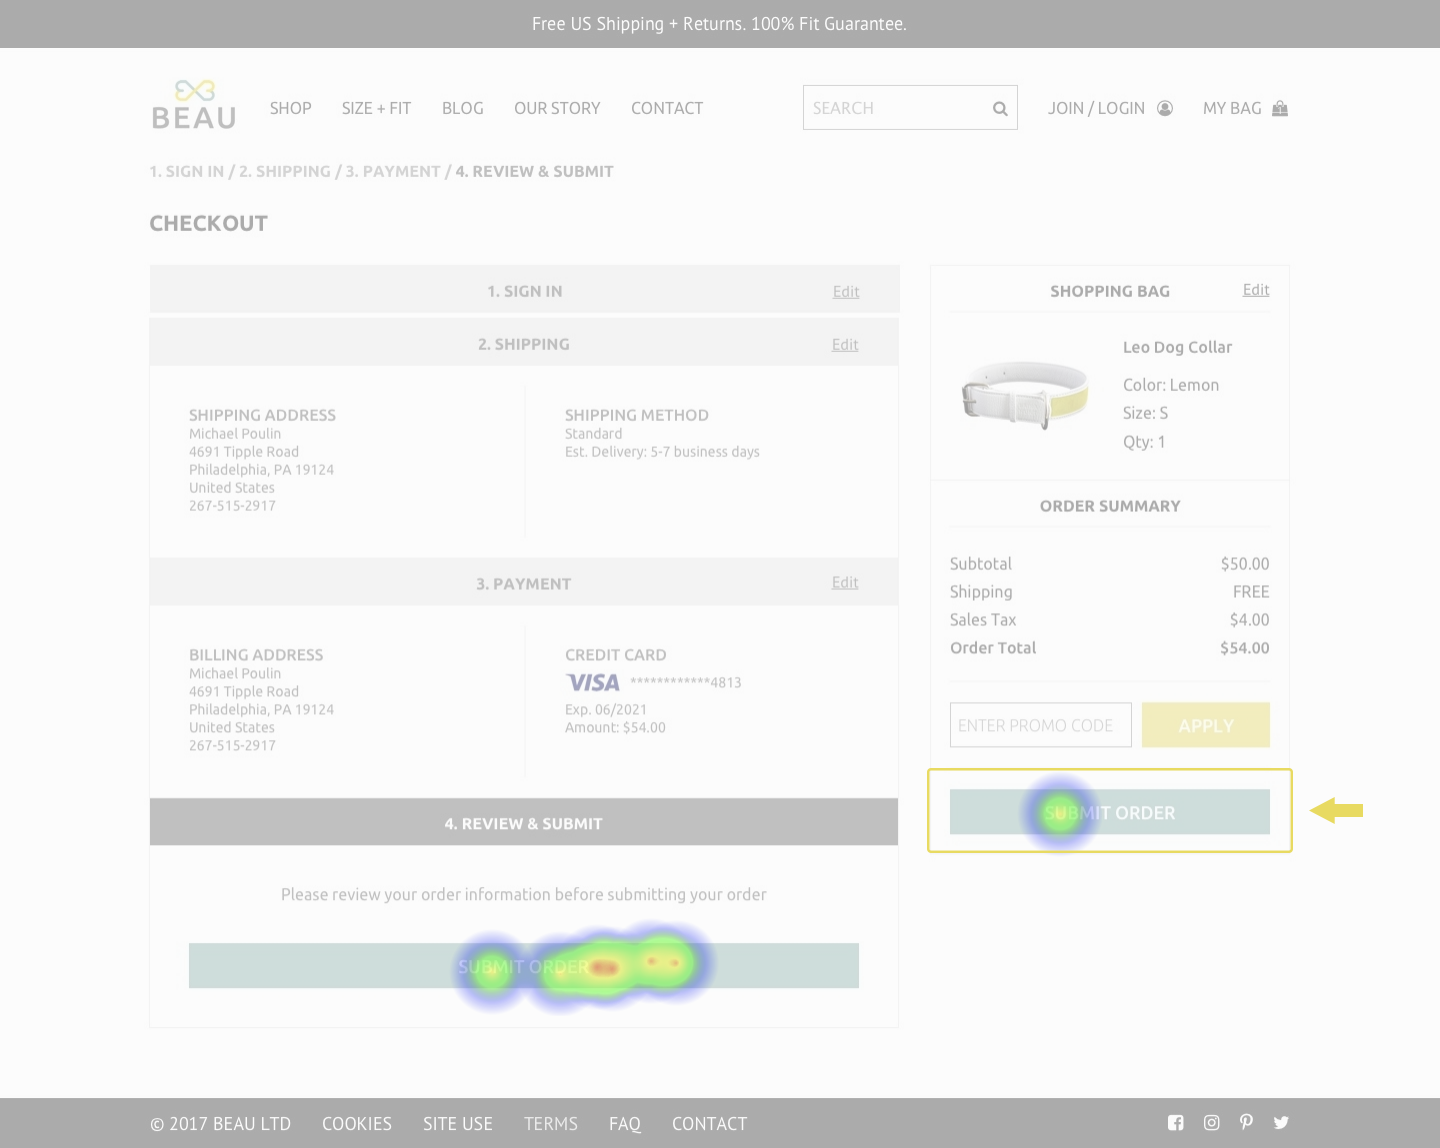 Free US Shipping + Returns. 100% Fit Guarantee.
BEAU SHOP SIZE + FIT BLOG OUR STORY CONTACT SEARCH JOIN / LOGIN MY BAG
1. SIGN IN / 2. SHIPPING / 3. PAYMENT / 4. REVIEW & SUBMIT
CHECKOUT
1. SIGN IN Edit
2. SHIPPING Edit
SHIPPING ADDRESS
Michael Poulin
4691 Tipple Road
Philadelphia, PA 19124
United States
267-515-2917
SHIPPING METHOD
Standard
Est. Delivery: 5-7 business days
3. PAYMENT Edit
BILLING ADDRESS
Michael Poulin
4691 Tipple Road
Philadelphia, PA 19124
United States
267-515-2917
CREDIT CARD
VISA ************4813
Exp. 06/2021
Amount: $54.00
4. REVIEW & SUBMIT
Please review your order information before submitting your order
SUBMIT ORDER
SHOPPING BAG Edit
Leo Dog Collar
Color: Lemon
Size: S
Qty: 1
ORDER SUMMARY
Subtotal $50.00
Shipping FREE
Sales Tax $4.00
Order Total $54.00
ENTER PROMO CODE APPLY
SUBMIT ORDER
© 2017 BEAU LTD COOKIES SITE USE TERMS FAQ CONTACT